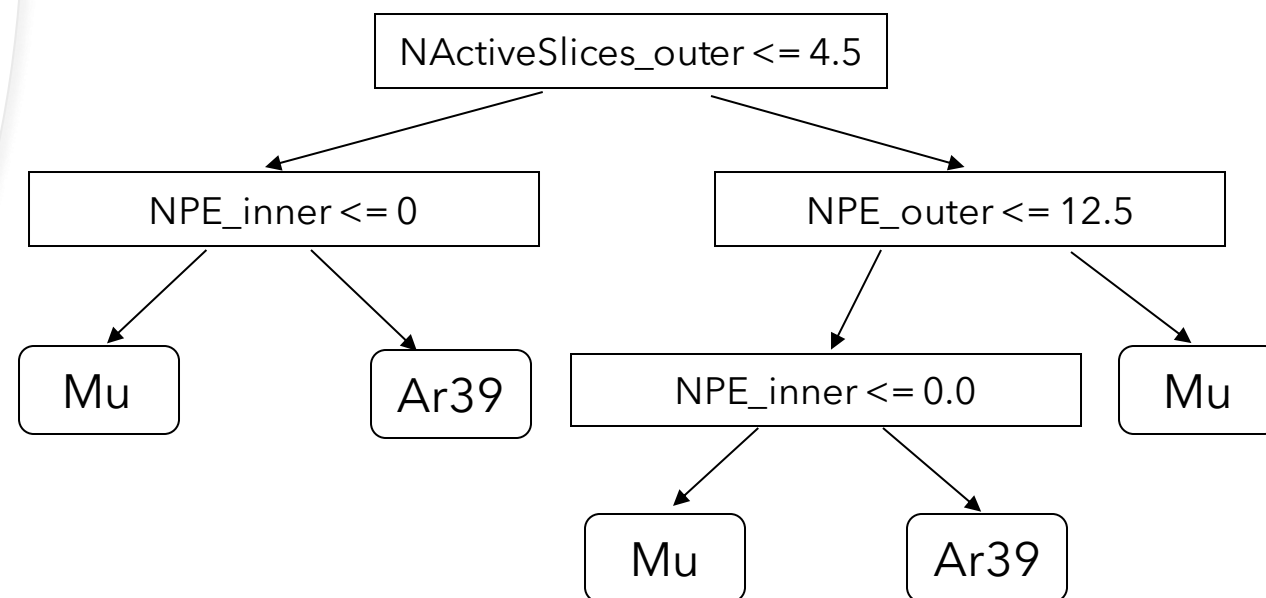 NActiveSlices_outer <= 4.5
NPE_inner <= 0
NPE_outer <= 12.5
Mu
Ar39
NPE_inner <= 0.0
Mu
Mu
Ar39